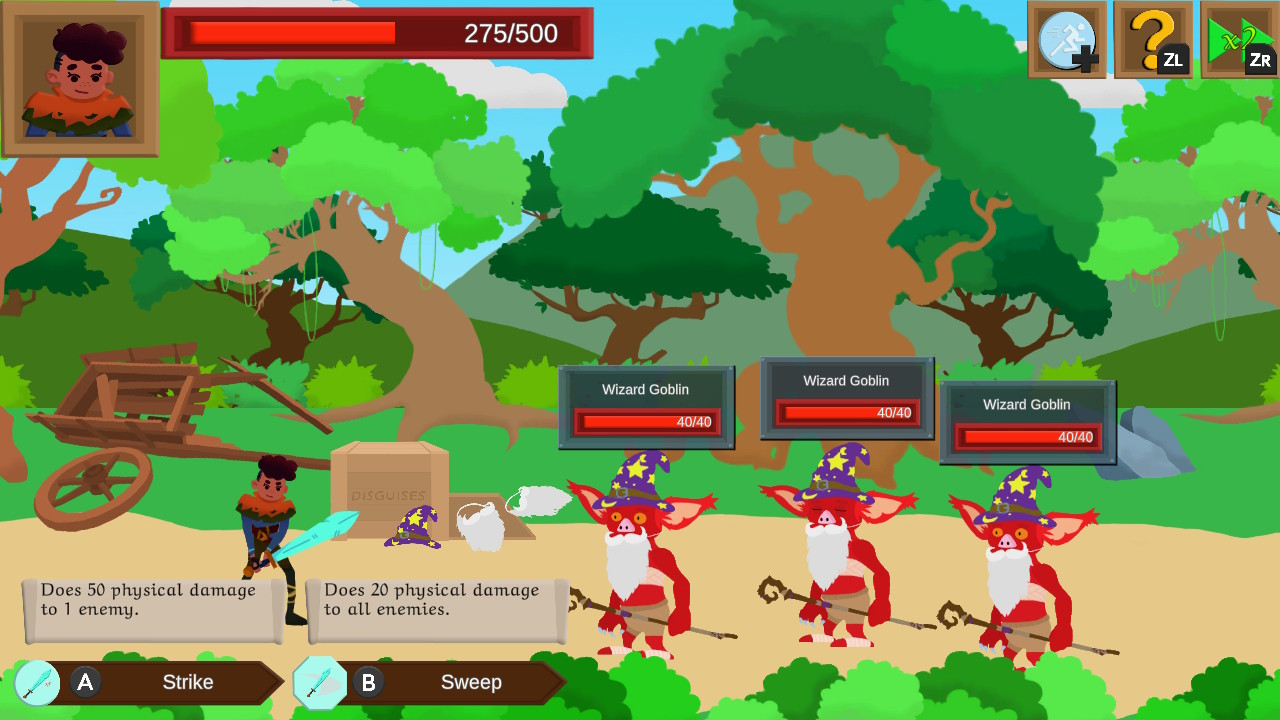 275/500
+
?
ZL
x2
ZR
Wizard Goblin
40/40
Wizard Goblin
40/40
Wizard Goblin
40/40
DISGUISES
G
G
G
G
Does 50 physical damage
to 1 enemy.
Does 20 physical damage
to all enemies.
A Strike
B Sweep